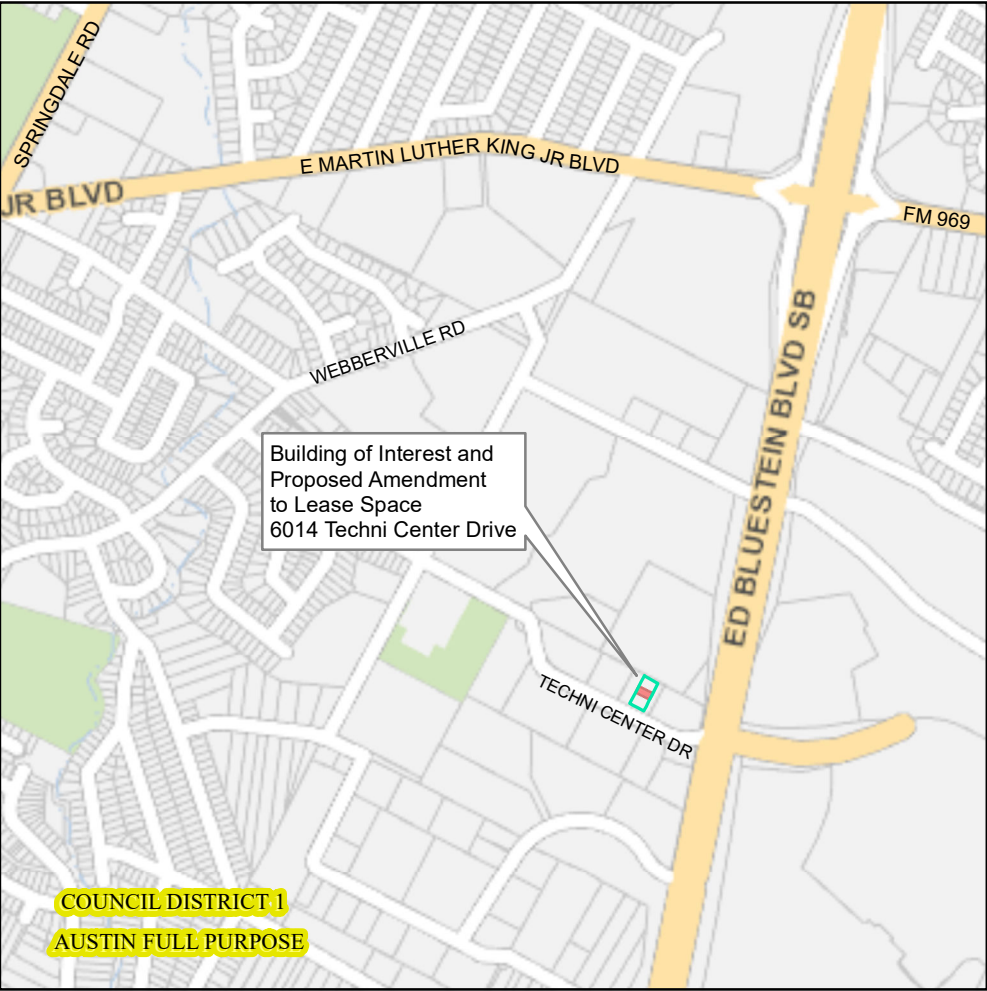 SPRINGDALE RD
E MARTIN LUTHER KING JR BLVD
JR BLVD
FM 969
WEBBERVILLE RD
ED BLUESTEIN BLVD SB
Building of Interest and
Proposed Amendment
to Lease Space
6014 Techni Center Drive
TECHNI CENTER DR
COUNCIL DISTRICT 1
AUSTIN FULL PURPOSE